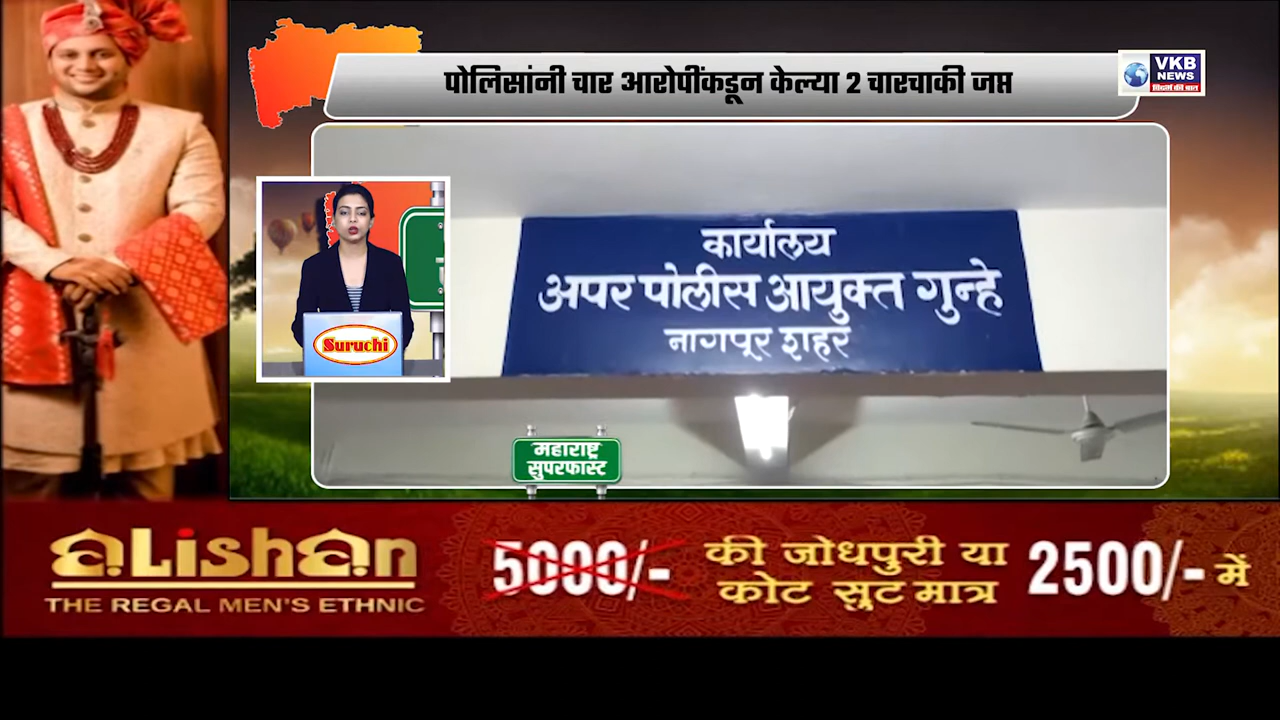 पोलिसांनी चार आरोपींकडून केल्या 2 चारचाकी जप्त
VKB
NEWS
विदर्भ की बात
कार्यालय
अपर पोलीस आयुक्त गुन्हे
नागपूर शहर
Suruchi
महाराष्ट्र
सुपरफास्ट
aLishan
THE REGAL MEN'S ETHNIC
5000/-
की जोधपुरी या
कोट सुट मात्र
2500/- में